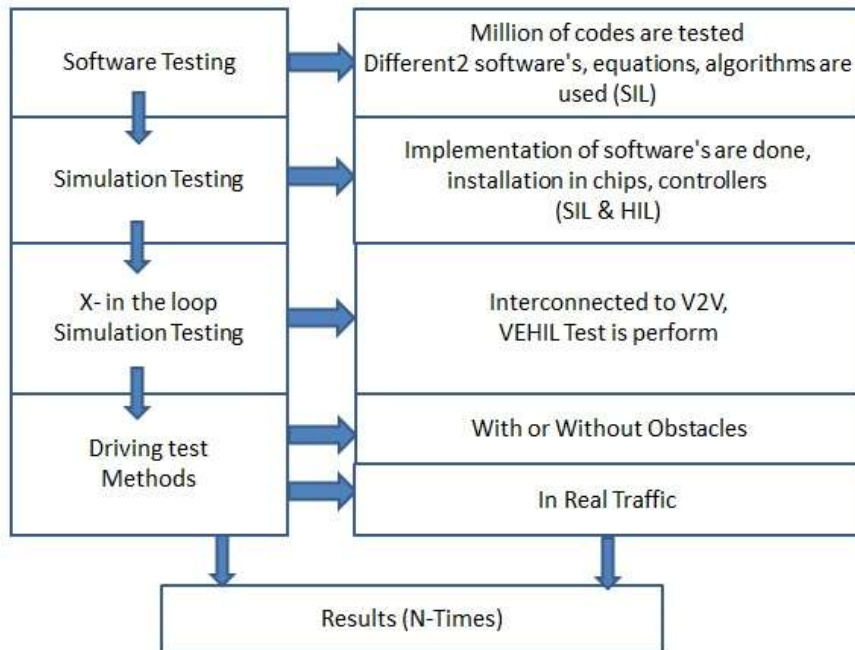 Software Testing
Million of codes are tested
Different2 software's, equations, algorithms are
used (SIL)
Simulation Testing
Implementation of software's are done,
installation in chips, controllers
(SIL & HIL)
X- in the loop
Simulation Testing
Interconnected to V2V,
VEHIL Test is perform
Driving test
Methods
With or Without Obstacles
In Real Traffic
Results (N-Times)